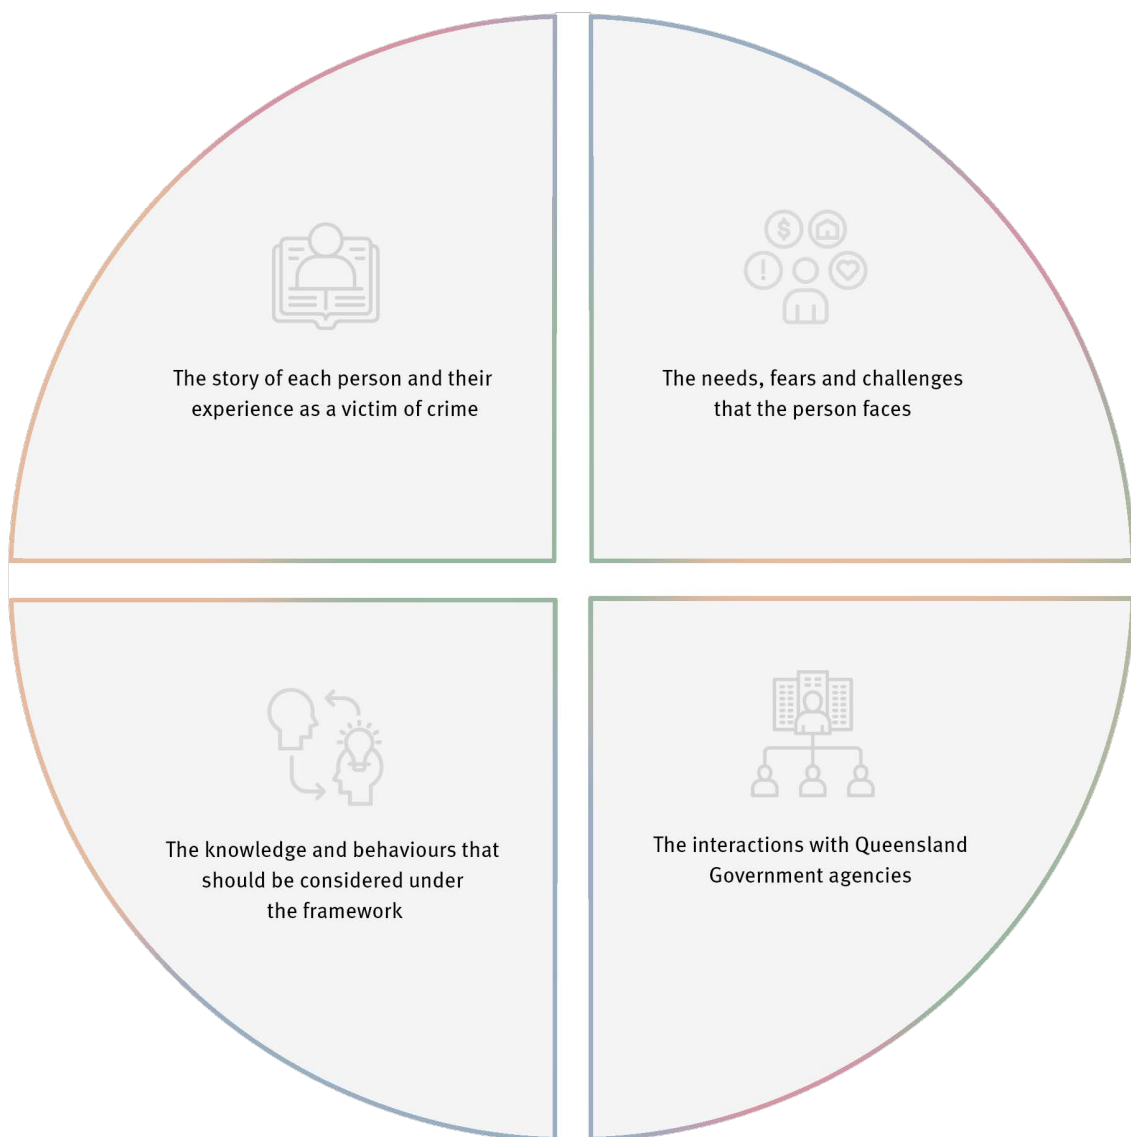 The story of each person and their
experience as a victim of crime
The needs, fears and challenges
that the person faces
The knowledge and behaviours that
should be considered under
the framework
The interactions with Queensland
Government agencies